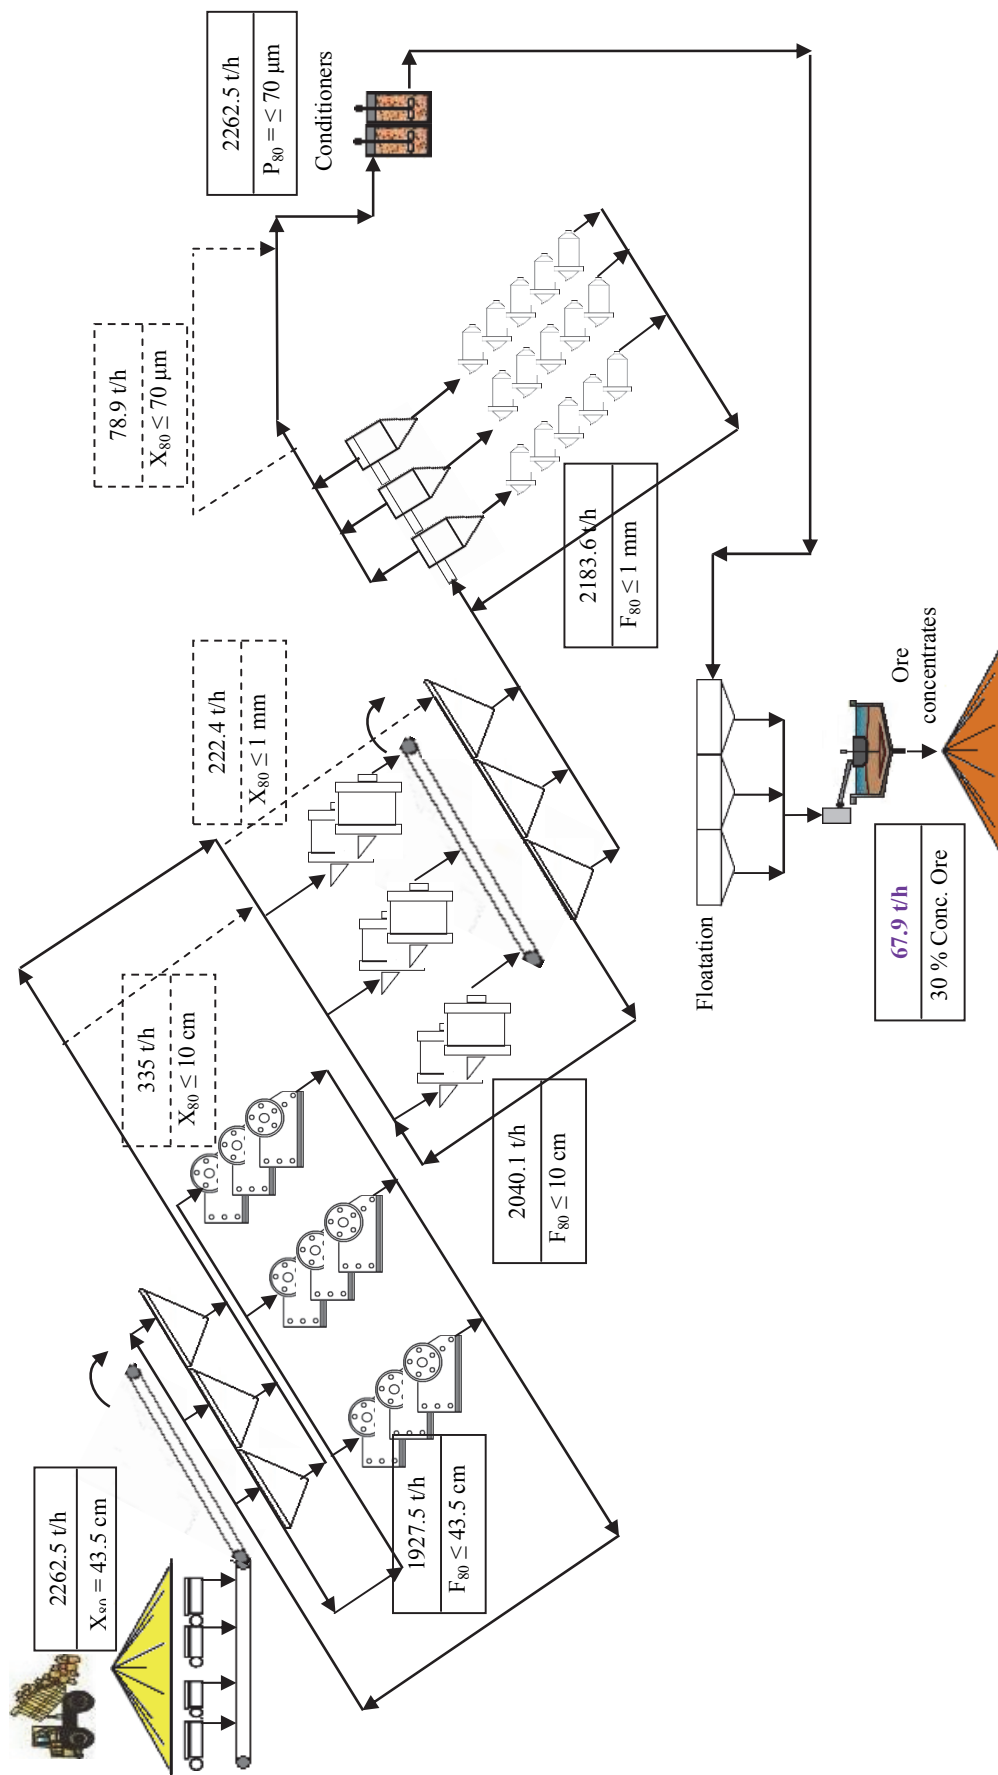 2262.5 t/h
X80 = 43.5 cm
1927.5 t/h
F80 ≤ 43.5 cm
335 t/h
X80 ≤ 10 cm
2040.1 t/h
F80 ≤ 10 cm
222.4 t/h
X80 ≤ 1 mm
2183.6 t/h
F80 ≤ 1 mm
78.9 t/h
X80 ≤ 70 µm
2262.5 t/h
P80 = ≤ 70 µm
Conditioners
Floatation
67.9 t/h
30 % Conc. Ore
Ore
concentrates